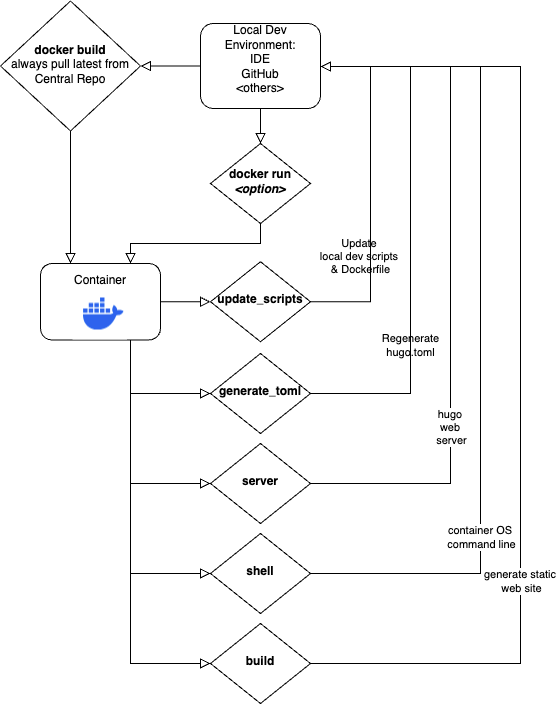 docker build
always pull latest from
Central Repo
Local Dev
Environment:
IDE
GitHub
<others>
docker run
<option>
Container
Update
local dev scripts
& Dockerfile
update_scripts
Regenerate
hugo.toml
generate_toml
hugo
web
server
server
container OS
command line
shell
generate static
web site
build